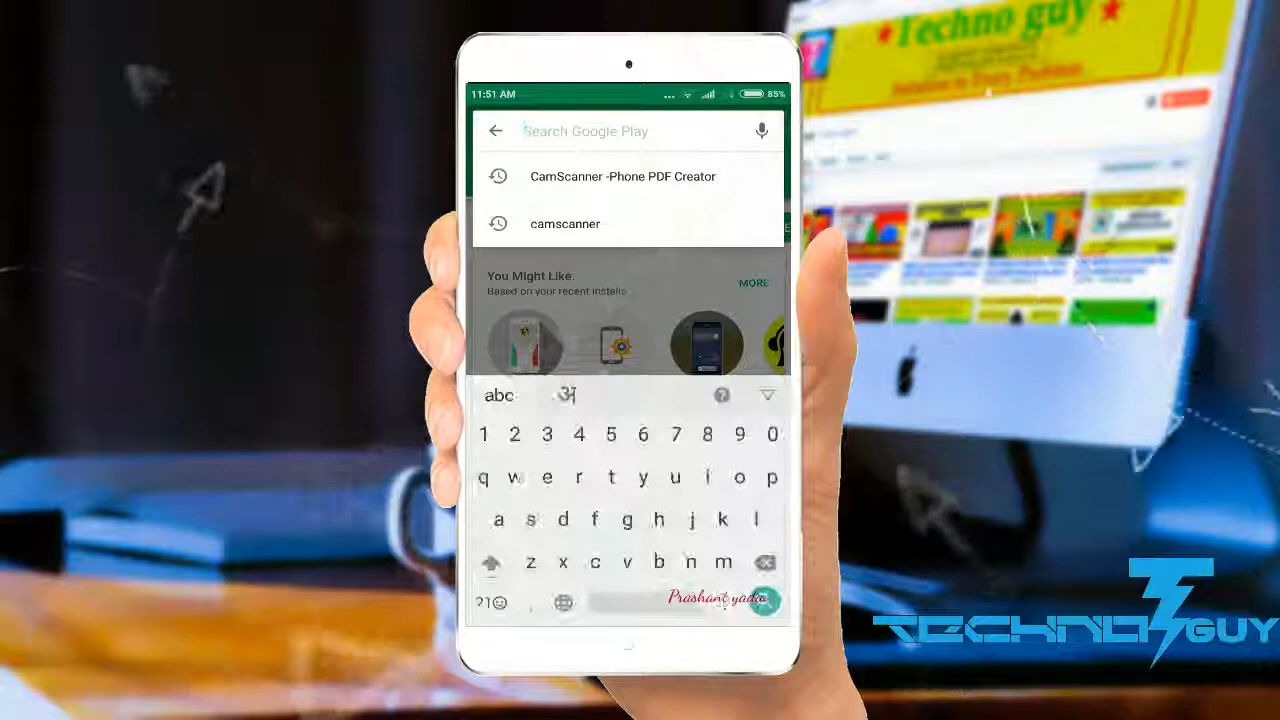 Techno guy
11:51 AM
85%
Search Google Play
CamScanner -Phone PDF Creator
camscanner
You Might Like
Based on your recent installs
MORE
abc
अ
1 2 3 4 5 6 7 8 9 0
q w e r t y u i o p
a s d f g h j k l
z x c v b n m
?1
Prashant yadav
TECHNO GUY